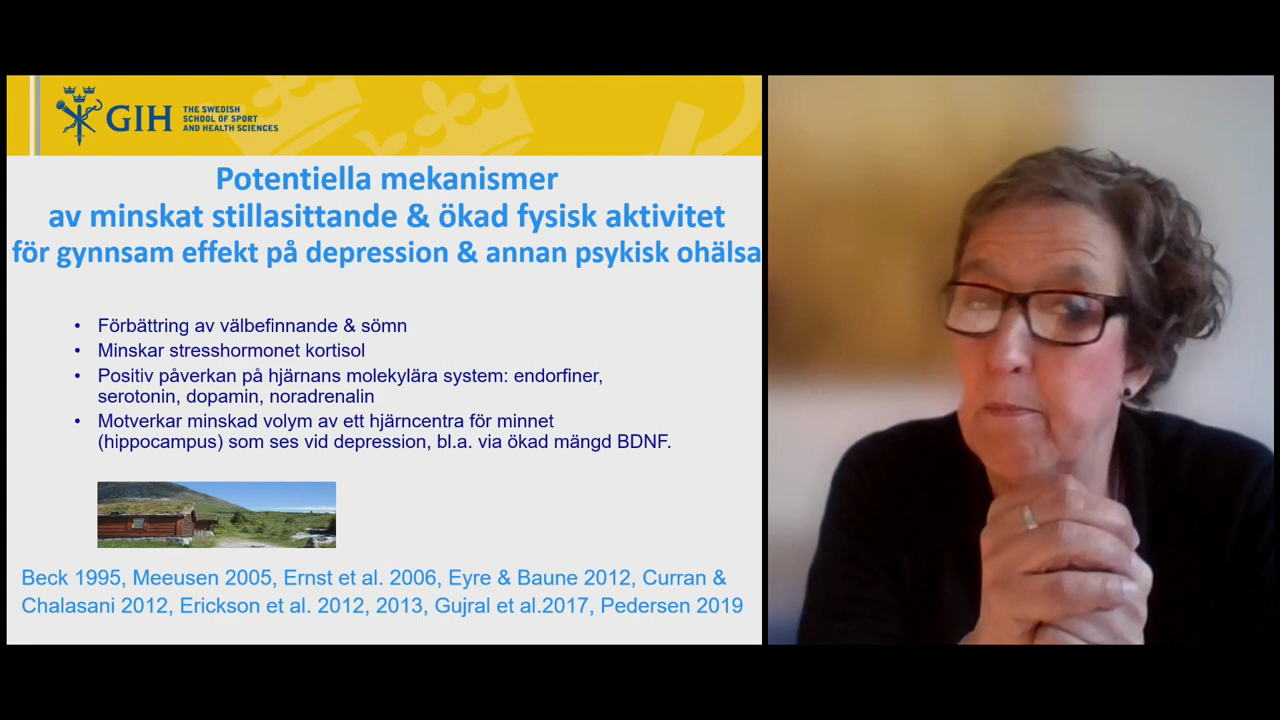 GIH
THE SWEDISH
SCHOOL OF SPORT
AND HEALTH SCIENCES
Potentiella mekanismer
av minskat stillasittande & ökad fysisk aktivitet
för gynnsam effekt på depression & annan psykisk ohälsa
• Förbättring av välbefinnande & sömn
• Minskar stresshormonet kortisol
• Positiv påverkan på hjärnans molekylära system: endorfiner,
serotonin, dopamin, noradrenalin
• Motverkar minskad volym av ett hjärncentra för minnet
(hippocampus) som ses vid depression, bl.a. via ökad mängd BDNF.
Beck 1995, Meeusen 2005, Ernst et al. 2006, Eyre & Baune 2012, Curran &
Chalasani 2012, Erickson et al. 2012, 2013, Gujral et al.2017, Pedersen 2019